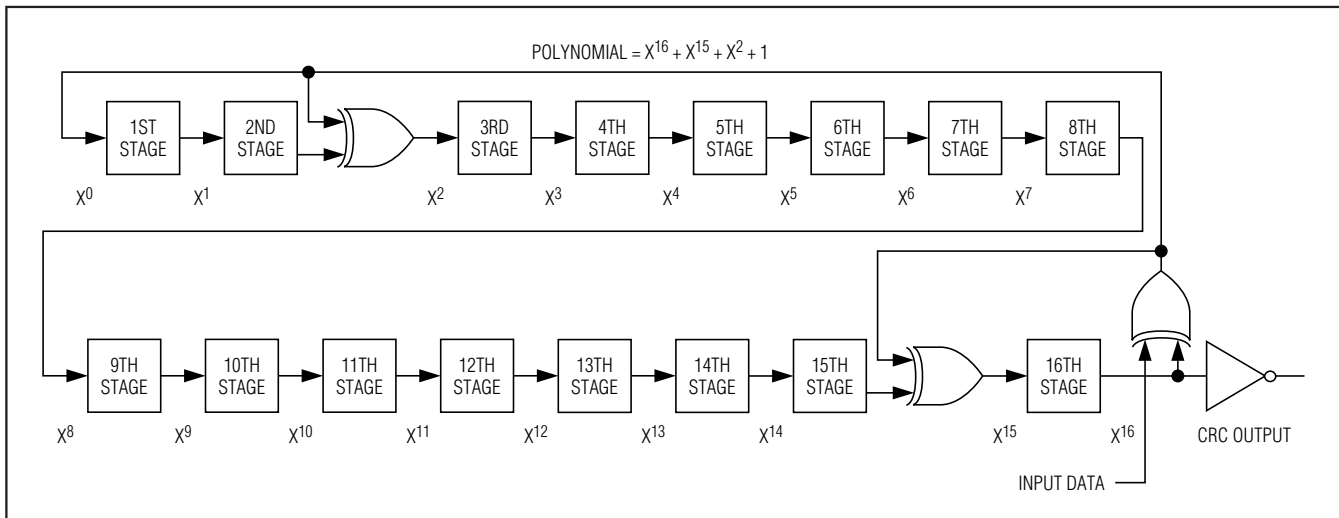 POLYNOMIAL = X16 + X15 + X2 + 1
1ST
STAGE
2ND
STAGE
3RD
STAGE
4TH
STAGE
5TH
STAGE
6TH
STAGE
7TH
STAGE
8TH
STAGE
X0 X1 X2 X3 X4 X5 X6 X7
9TH
STAGE
10TH
STAGE
11TH
STAGE
12TH
STAGE
13TH
STAGE
14TH
STAGE
15TH
STAGE
16TH
STAGE
X8 X9 X10 X11 X12 X13 X14 X15 X16
CRC OUTPUT
INPUT DATA